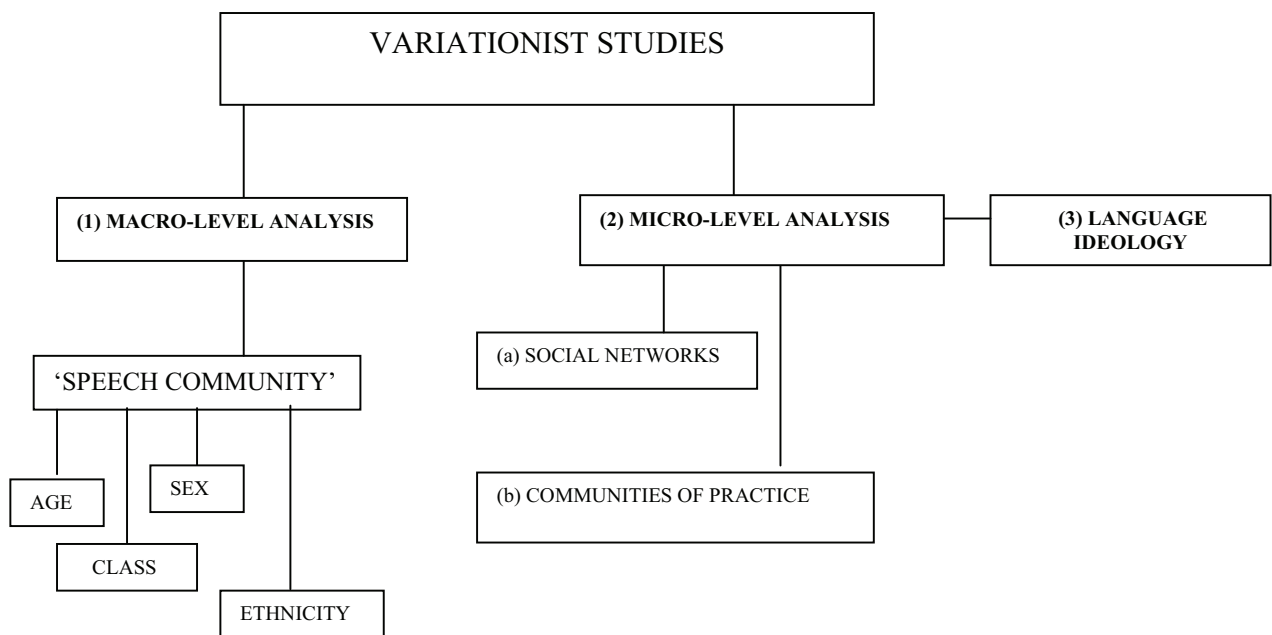 VARIATIONIST STUDIES
(1) MACRO-LEVEL ANALYSIS
(2) MICRO-LEVEL ANALYSIS
(3) LANGUAGE
IDEOLOGY
(a) SOCIAL NETWORKS
‘SPEECH COMMUNITY’
AGE
SEX
(b) COMMUNITIES OF PRACTICE
CLASS
ETHNICITY